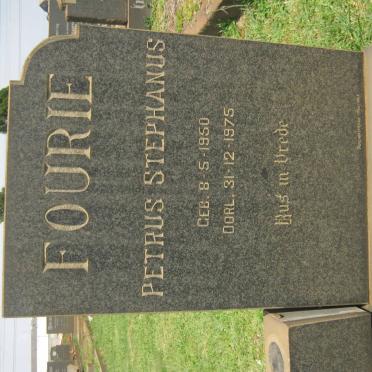 FOURIE
PETRUS STEPHANUS
GEB. 8-5-1950
OORL. 31-12-1975
Rus in Vrede